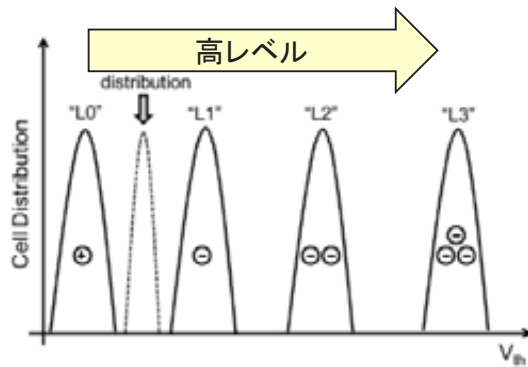 高レベル
distribution
"L0" "L1" "L2" "L3"
Cell Distribution
+ - - - - - -
Vth